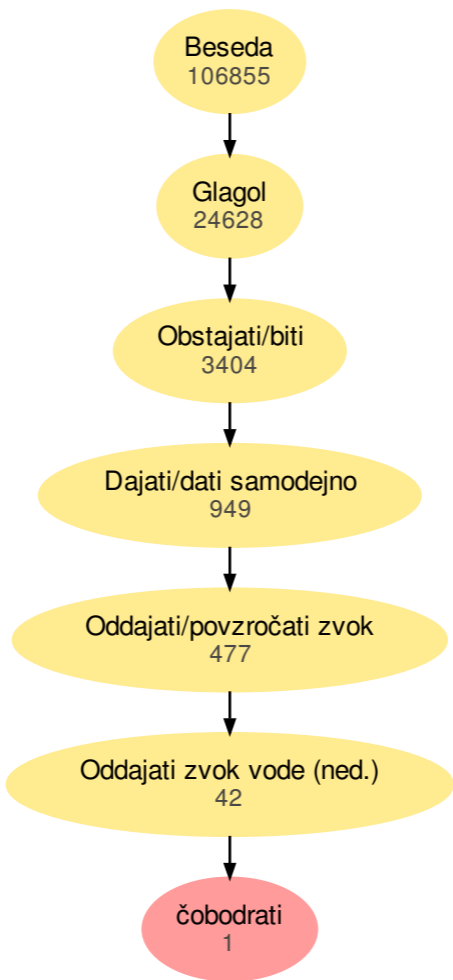 Beseda
106855
Glagol
24628
Obstajati/biti
3404
Dajati/dati samodejno
949
Oddajati/povzročati zvok
477
Oddajati zvok vode (ned.)
42
čobodrati
1